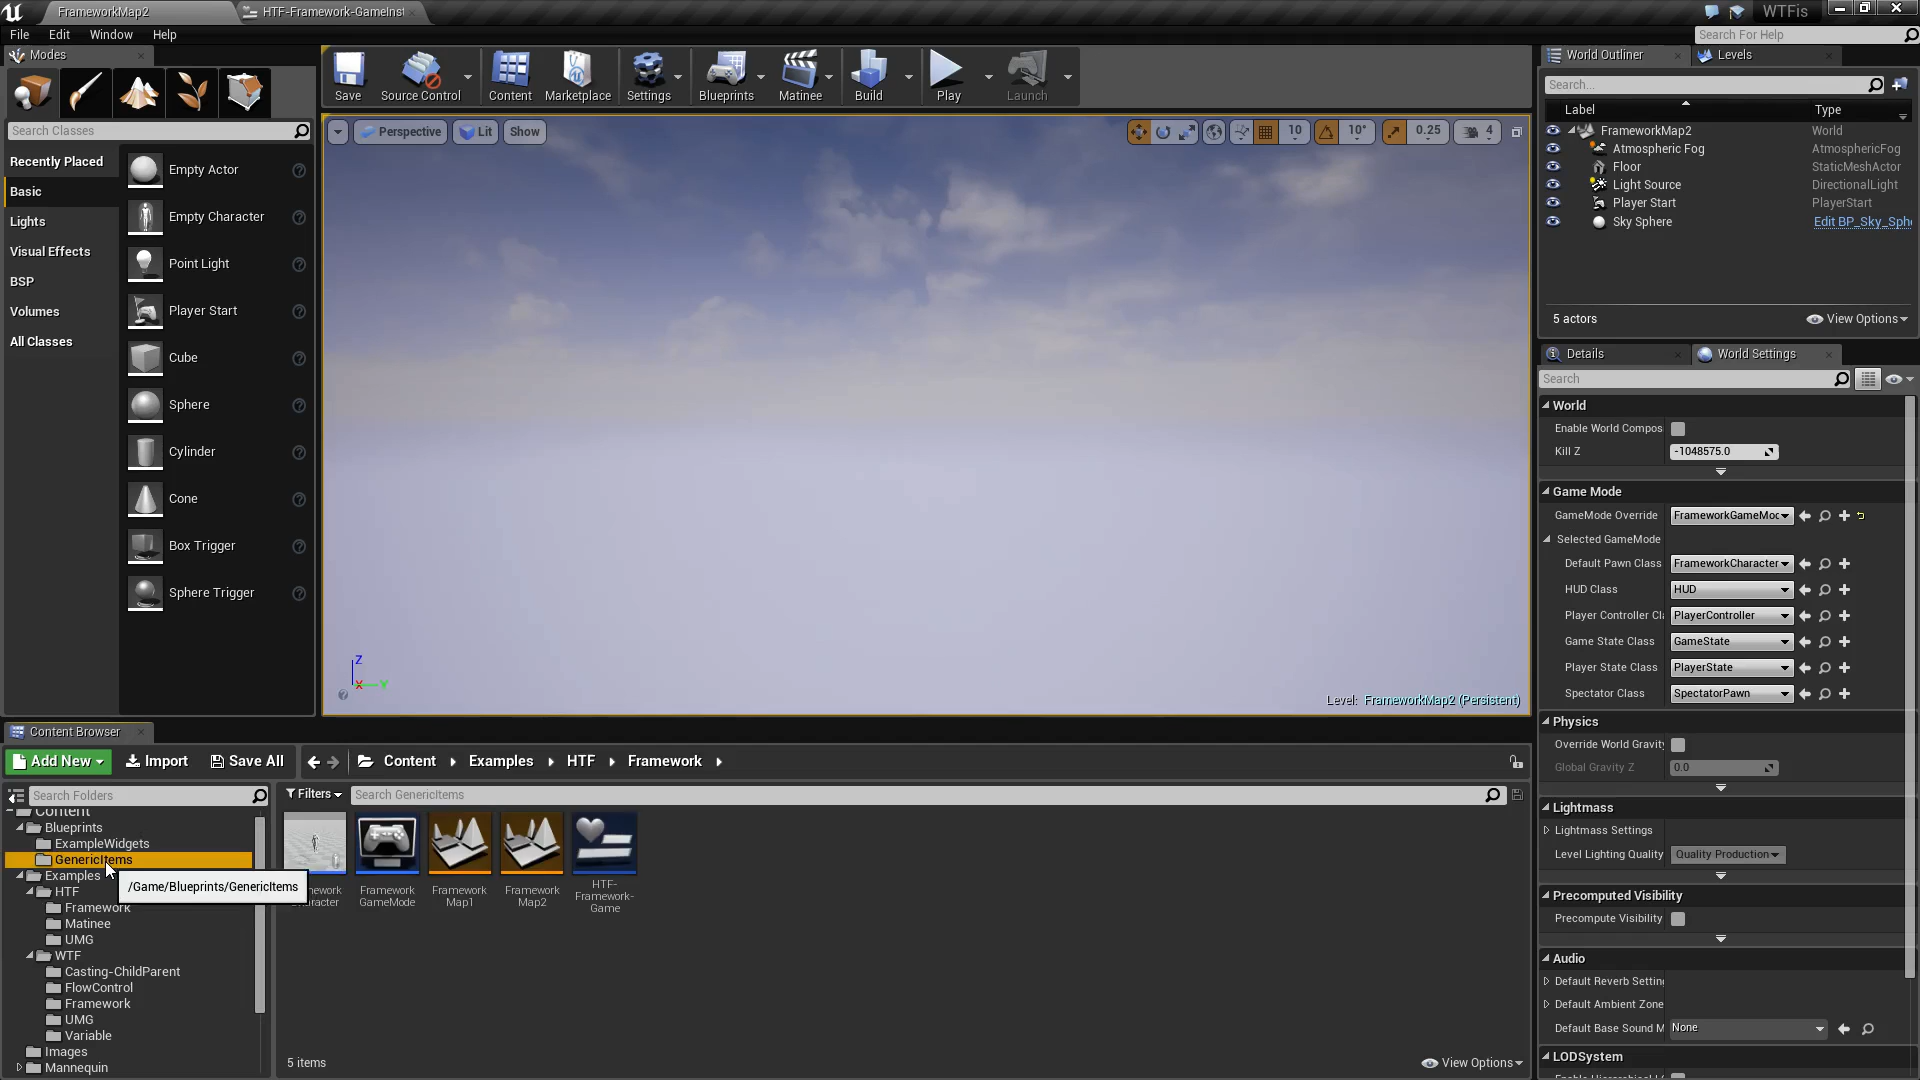 FrameworkMap2
HTF-Framework-GameInst
WTFis
File Edit Window Help
Search For Help
Modes
Save
Source Control
Content
Marketplace
Settings
Blueprints
Matinee
Build
Play
Launch
World Outliner
Levels
Search...
Label
Type
FrameworkMap2 World
Atmospheric Fog AtmosphericFog
Floor StaticMeshActor
Light Source DirectionalLight
Player Start PlayerStart
Sky Sphere Edit BP_Sky_Sph
5 actors
View Options
Search Classes
Recently Placed
Basic
Lights
Visual Effects
BSP
Volumes
All Classes
Empty Actor
Empty Character
Point Light
Player Start
Cube
Sphere
Cylinder
Cone
Box Trigger
Sphere Trigger
Perspective
Lit
Show
10
10°
0.25
4
Z
X
Y
Level: FrameworkMap2 (Persistent)
Details
World Settings
Search
World
Enable World Compos
Kill Z -1048575.0
Game Mode
GameMode Override FrameworkGameMod
Selected GameMode
Default Pawn Class FrameworkCharacter
HUD Class HUD
Player Controller Cl PlayerController
Game State Class GameState
Player State Class PlayerState
Spectator Class SpectatorPawn
Physics
Override World Gravity
Global Gravity Z 0.0
Lightmass
Lightmass Settings
Level Lighting Quality Quality Production
Precomputed Visibility
Precompute Visibility
Audio
Default Reverb Setting
Default Ambient Zone
Default Base Sound M None
LODSystem
Content Browser
Add New
Import
Save All
Content
Examples
HTF
Framework
Search Folders
Filters
Search GenericItems
Content
Blueprints
ExampleWidgets
GenericItems
Examples
HTF
Framework
Matinee
UMG
WTF
Casting-ChildParent
FlowControl
Framework
UMG
Variable
Images
Mannequin
/Game/Blueprints/GenericItems
Framework
GameMode
Framework
Map1
Framework
Map2
HTF-
Framework-
Game
5 items
View Options